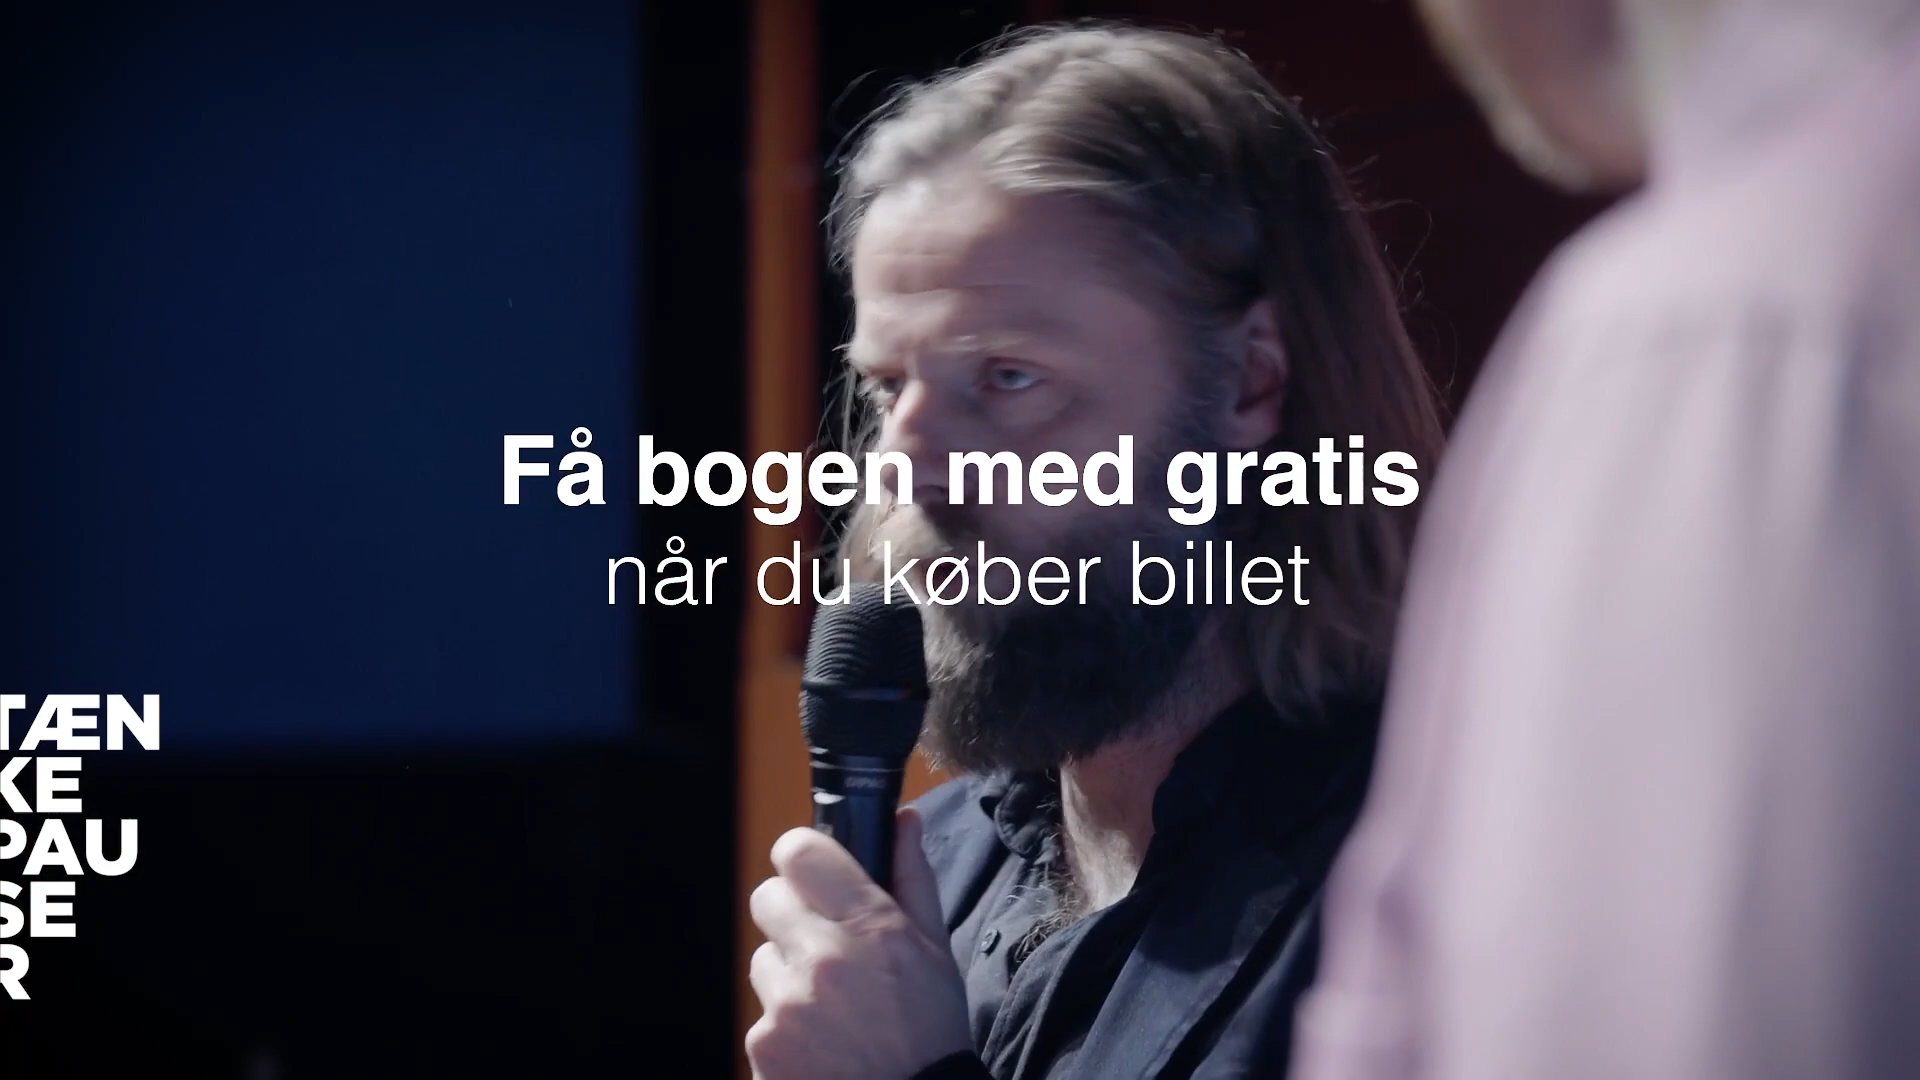 Få bogen med gratis
når du køber billet
TÆN
KE
PAU
SE
R